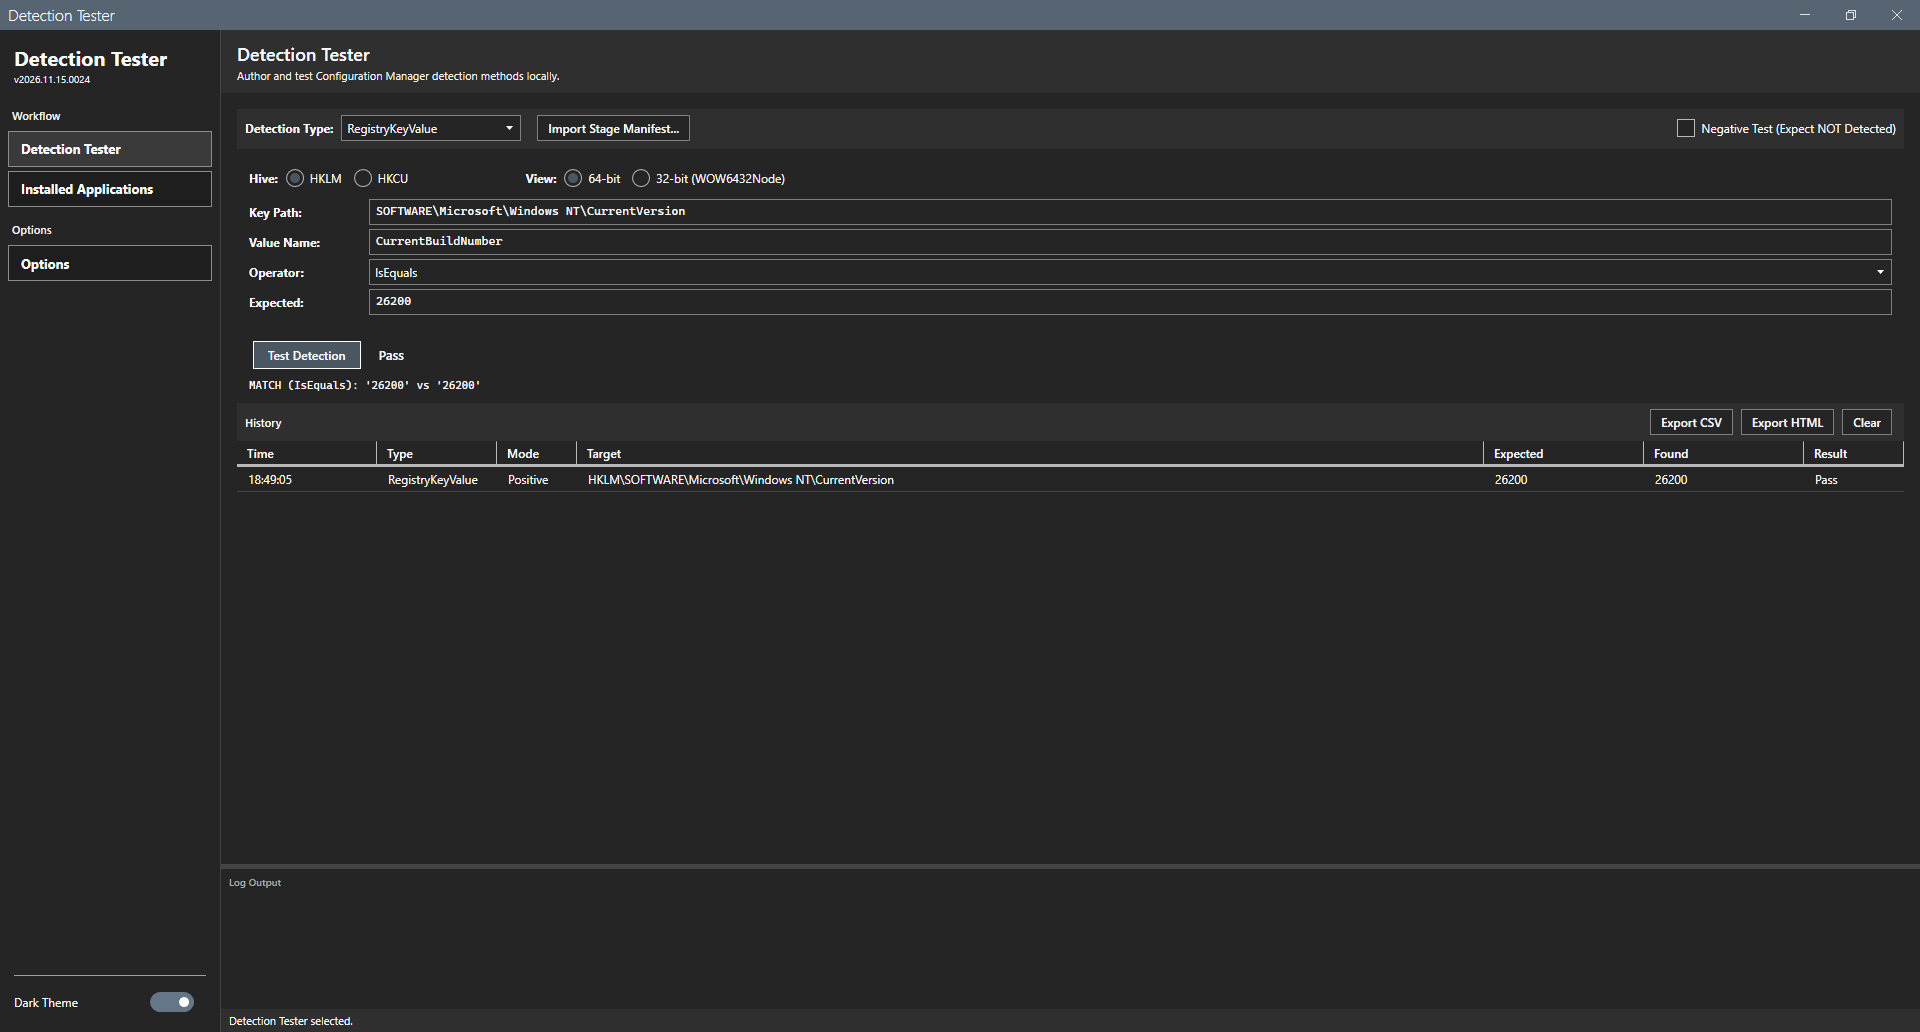 Detection Tester
Detection Tester
v2026.11.15.0024
Workflow
Detection Tester
Installed Applications
Options
Options
Dark Theme
Detection Tester
Author and test Configuration Manager detection methods locally.
Detection Type: RegistryKeyValue Import Stage Manifest... Negative Test (Expect NOT Detected)
Hive: HKLM HKCU View: 64-bit 32-bit (WOW6432Node)
Key Path: SOFTWARE\Microsoft\Windows NT\CurrentVersion
Value Name: CurrentBuildNumber
Operator: IsEquals
Expected: 26200
Test Detection Pass
MATCH (IsEquals): '26200' vs '26200'
History Export CSV Export HTML Clear
Time Type Mode Target Expected Found Result
18:49:05 RegistryKeyValue Positive HKLM\SOFTWARE\Microsoft\Windows NT\CurrentVersion 26200 26200 Pass
Log Output
Detection Tester selected.